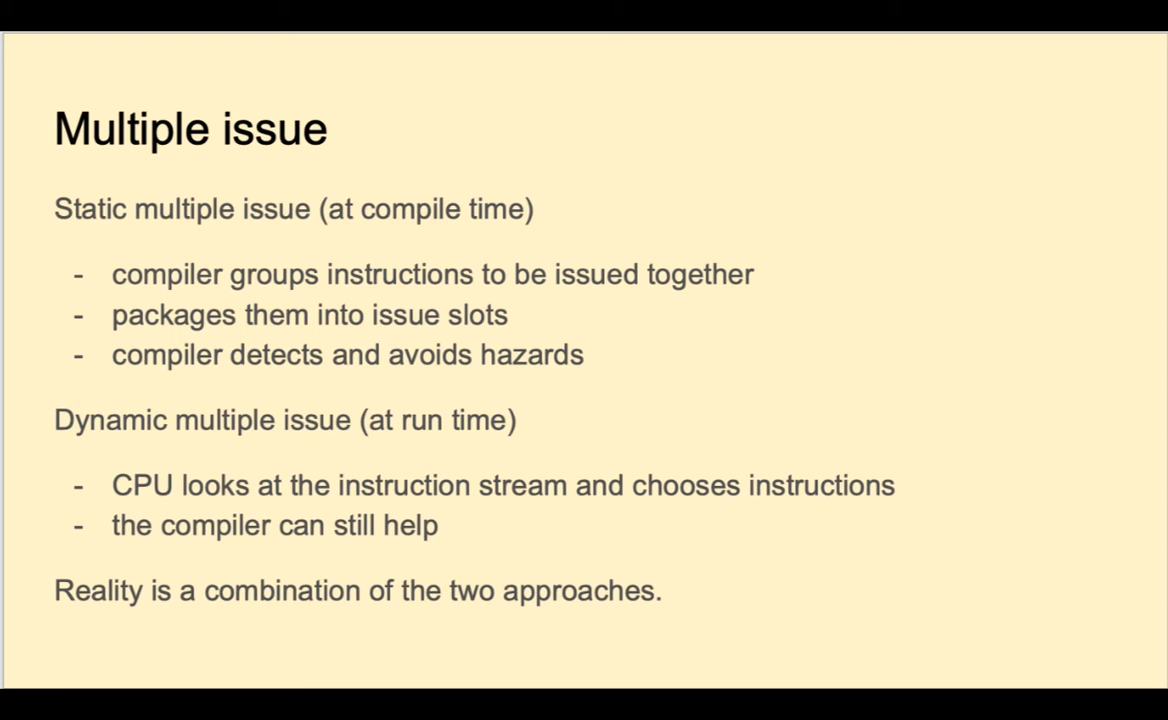 Multiple issue
Static multiple issue (at compile time)
- compiler groups instructions to be issued together
- packages them into issue slots
- compiler detects and avoids hazards
Dynamic multiple issue (at run time)
- CPU looks at the instruction stream and chooses instructions
- the compiler can still help
Reality is a combination of the two approaches.